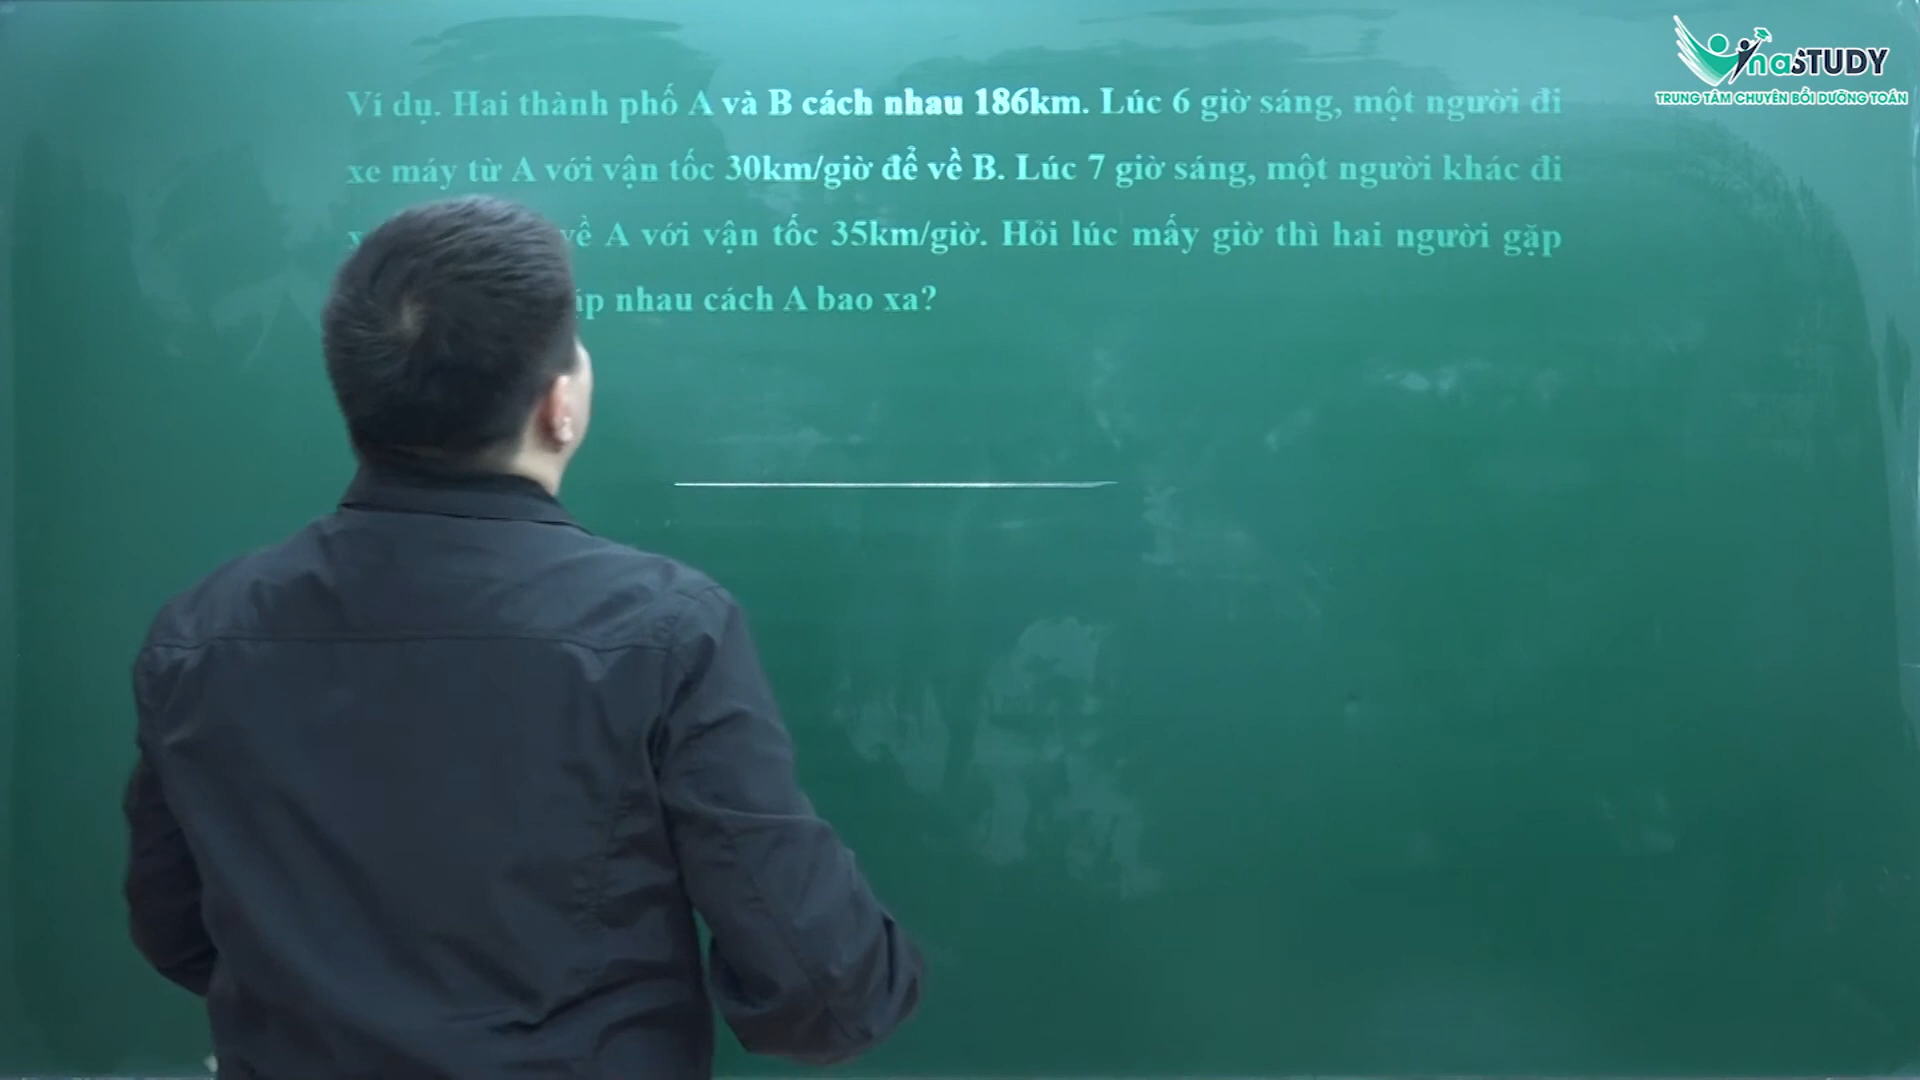 Ví dụ. Hai thành phố A và B cách nhau 186km. Lúc 6 giờ sáng, một người đi
xe máy từ A với vận tốc 30km/giờ để về B. Lúc 7 giờ sáng, một người khác đi
về A với vận tốc 35km/giờ. Hỏi lúc mấy giờ thì hai người gặp
nhau cách A bao xa?
VinaSTUDY
TRUNG TÂM CHUYÊN BỒI DƯỠNG TOÁN